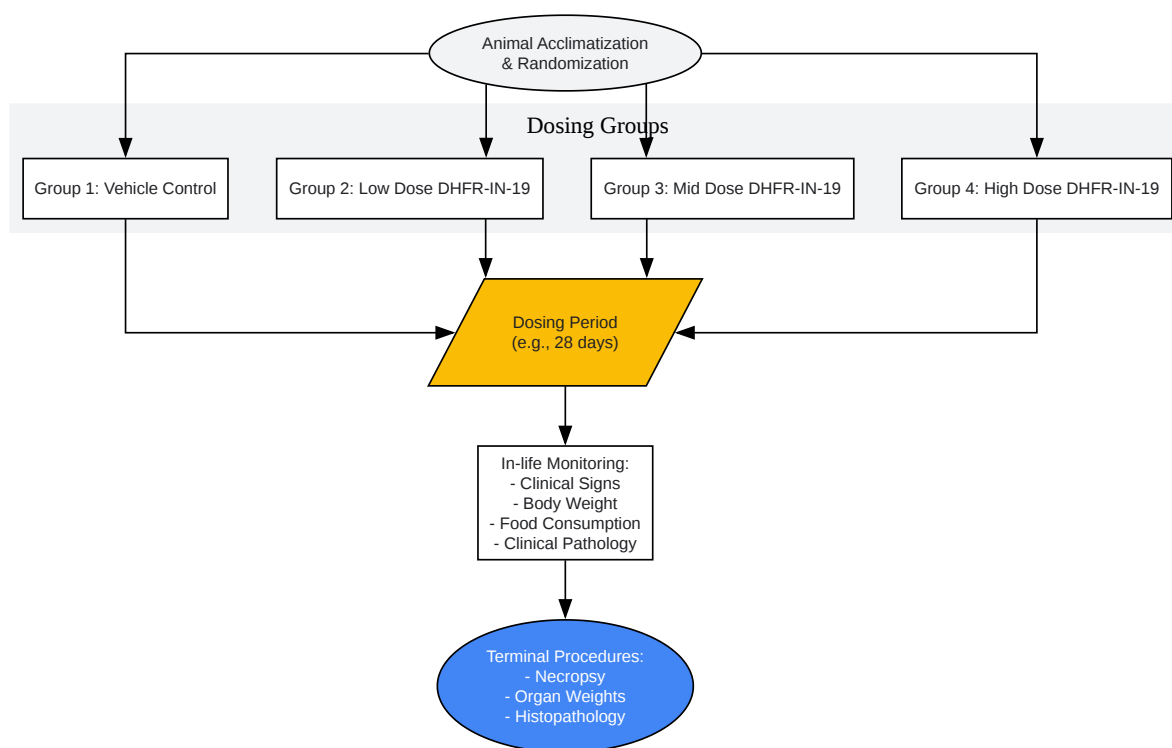 Animal Acclimatization
& Randomization
Dosing Groups
Group 1: Vehicle Control
Group 2: Low Dose DHFR-IN-19
Group 3: Mid Dose DHFR-IN-19
Group 4: High Dose DHFR-IN-19
Dosing Period
(e.g., 28 days)
In-life Monitoring:
- Clinical Signs
- Body Weight
- Food Consumption
- Clinical Pathology
Terminal Procedures:
- Necropsy
- Organ Weights
- Histopathology